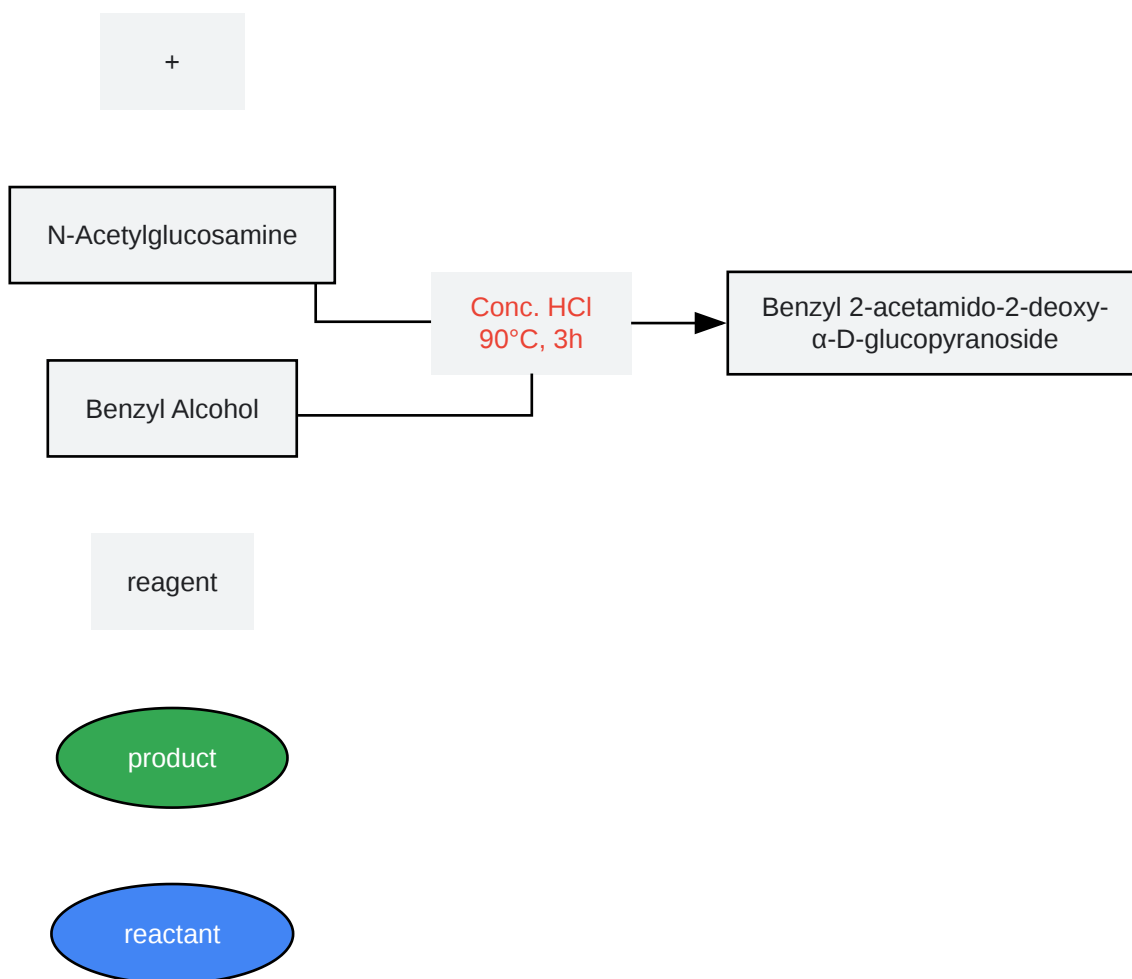 +
N-Acetylglucosamine
Conc. HCl
90°C, 3h
Benzyl 2-acetamido-2-deoxy-
α-D-glucopyranoside
Benzyl Alcohol
reagent
product
reactant